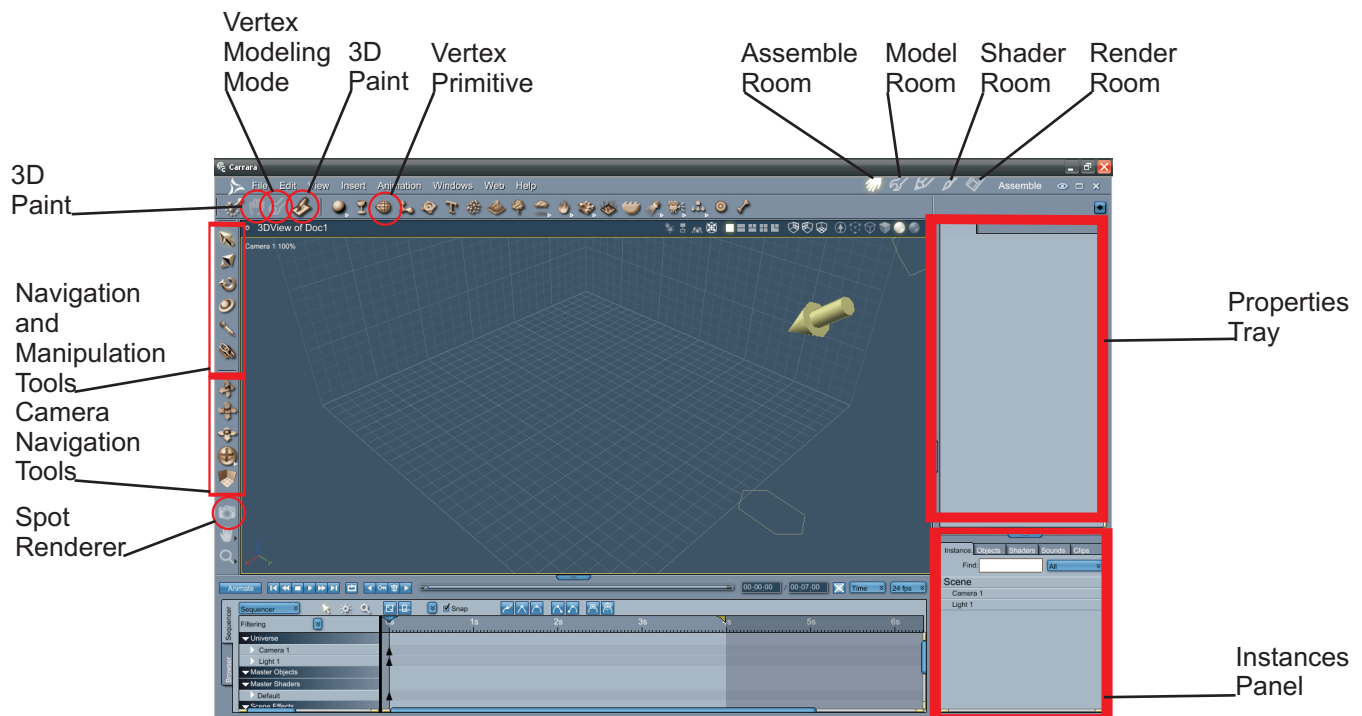 Vertex
Modeling
Mode
3D
Paint
Vertex
Primitive
Assemble
Room
Model
Room
Shader
Room
Render
Room
3D
Paint
Navigation
and
Manipulation
Tools
Camera
Navigation
Tools
Spot
Renderer
Properties
Tray
Instances
Panel
Carrara
File Edit View Insert Animation Windows Web Help
Assemble
3DView of Doc1
Camera 1 100%
Instance Objects Shaders Sounds Clips
Find: All
Scene
Camera 1
Light 1
Animate 00-00-00 / 00-07-00 Time 24 fps
Sequencer Snap
Sequencer
Browser
Filtering
1s 2s 3s 5s 6s
Universe
Camera 1
Light 1
Master Objects
Master Shaders
Default
Scene Effects